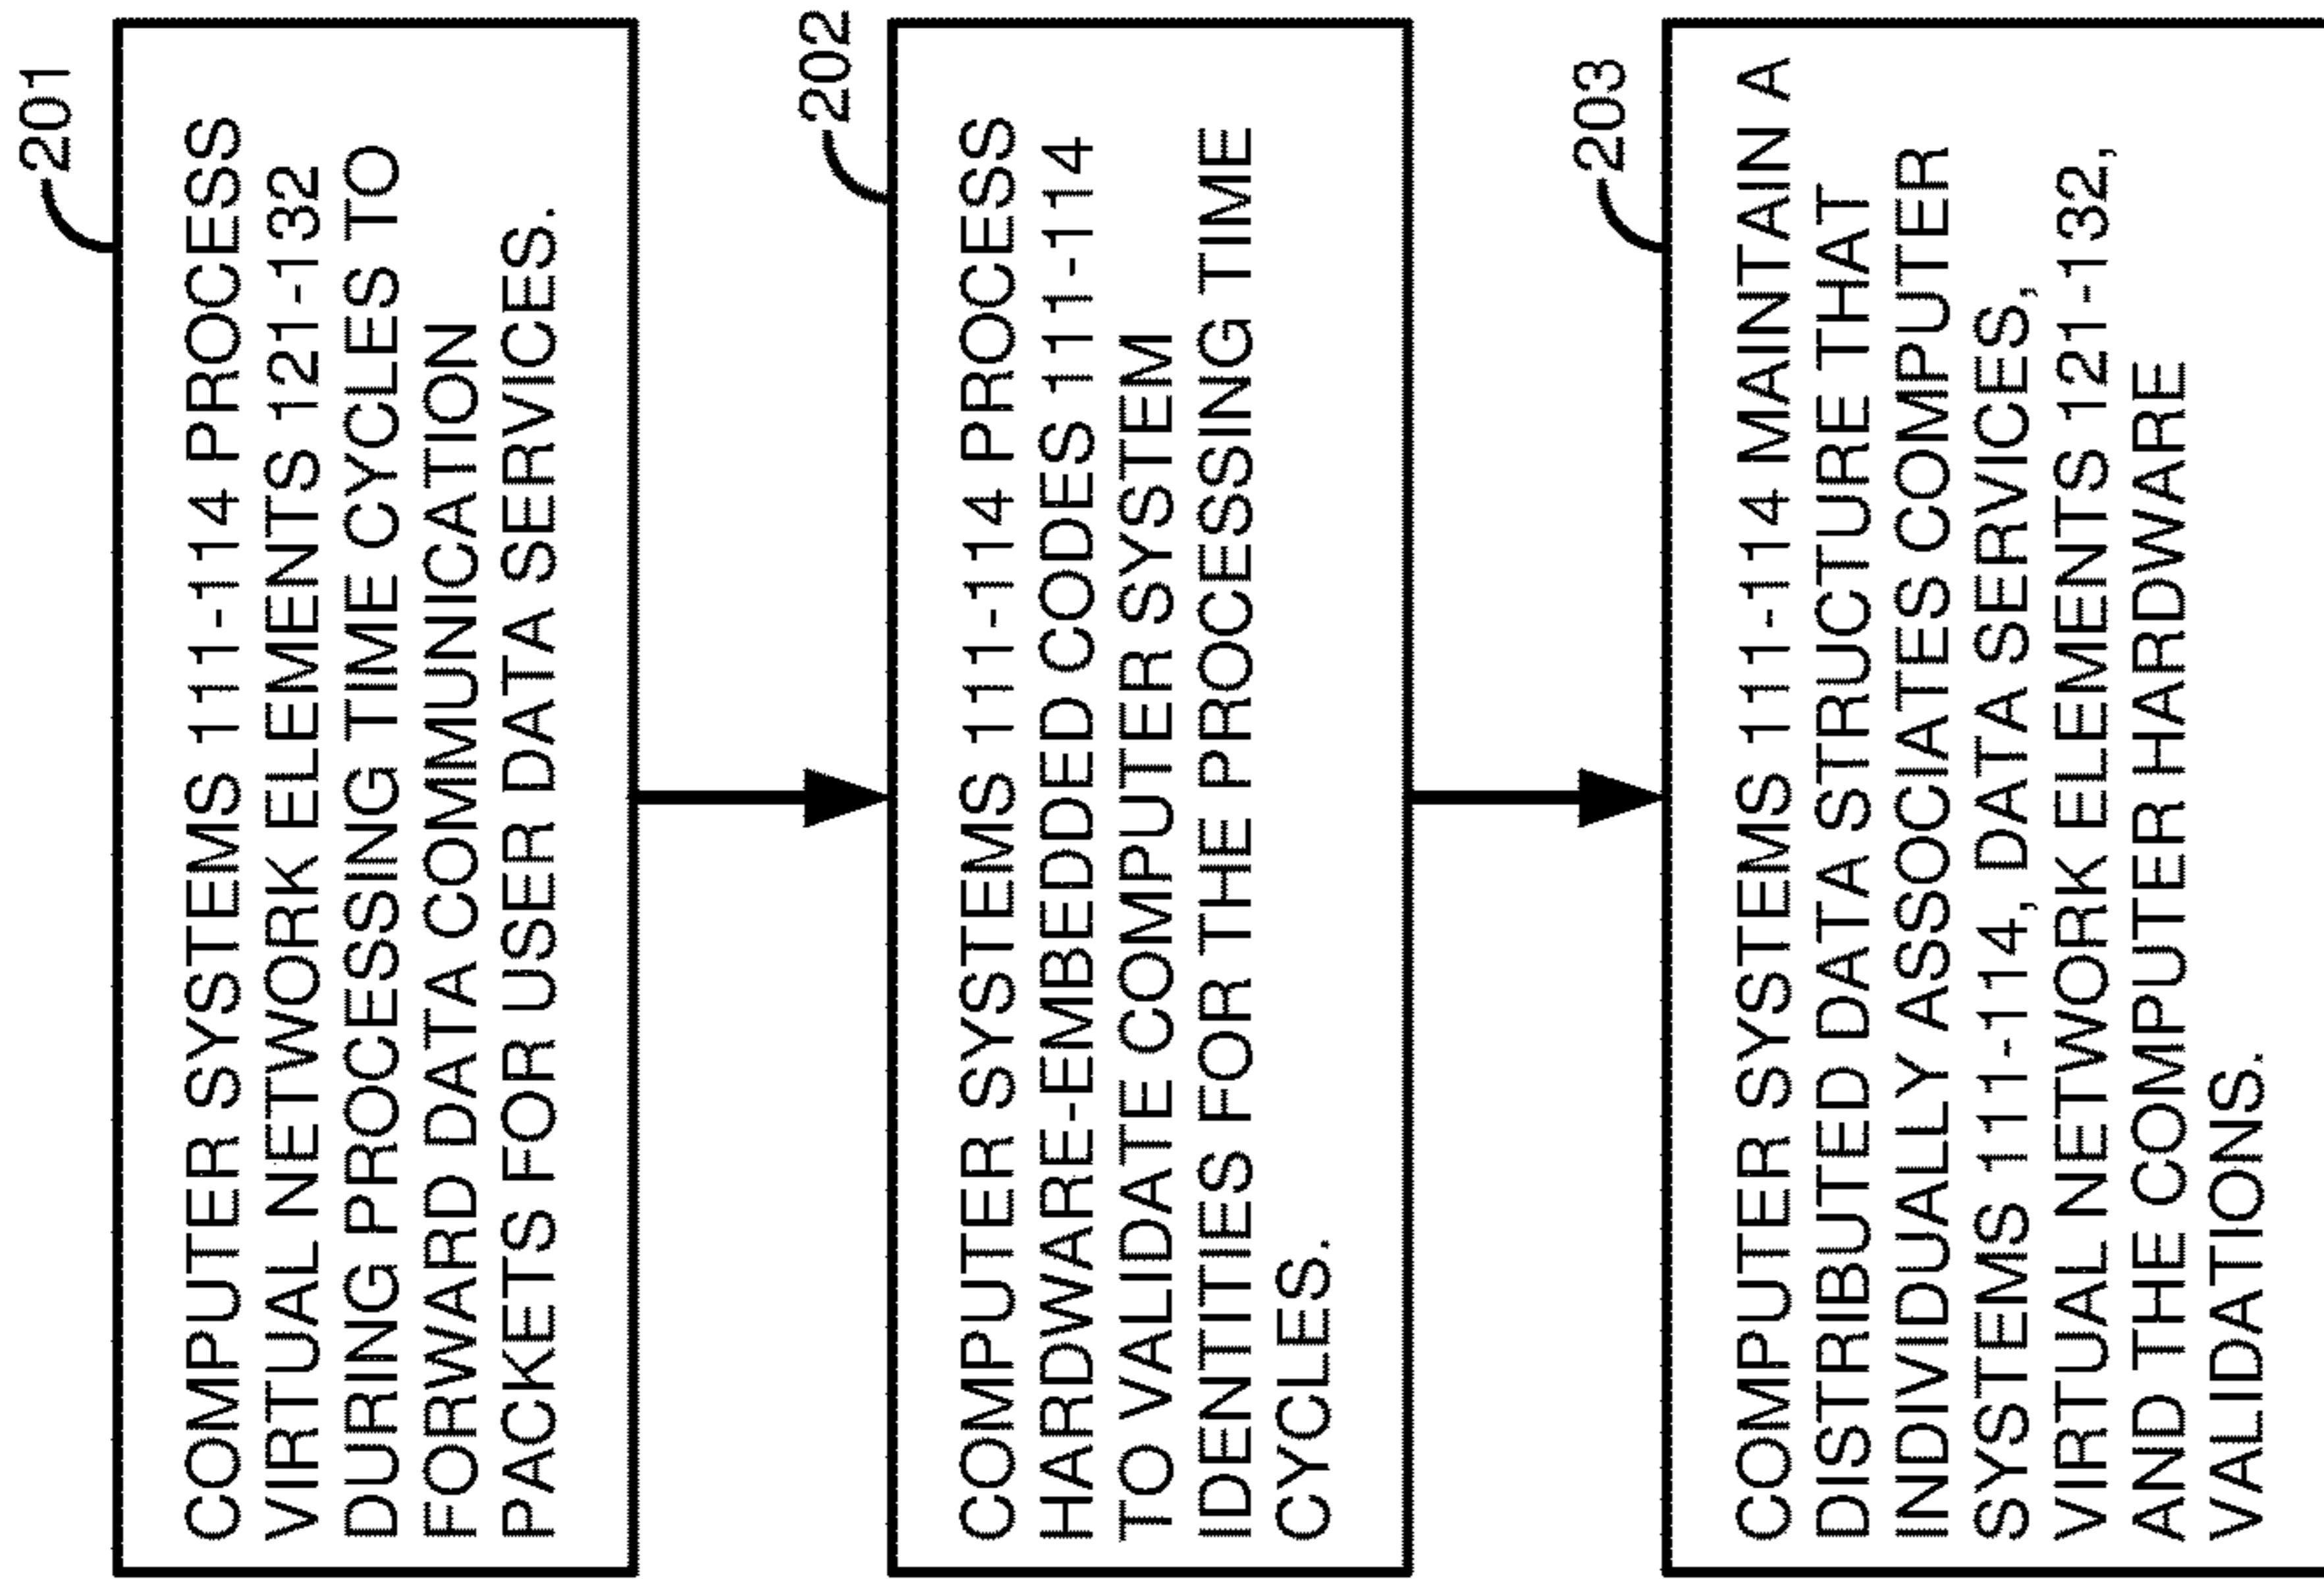 201
COMPUTER SYSTEMS 111-114 PROCESS
VIRTUAL NETWORK ELEMENTS 121-132
DURING PROCESSING TIME CYCLES TO
FORWARD DATA COMMUNICATION
PACKETS FOR USER DATA SERVICES.
202
COMPUTER SYSTEMS 111-114 PROCESS
HARDWARE-EMBEDDED CODES 111-114
TO VALIDATE COMPUTER SYSTEM
IDENTITIES FOR THE PROCESSING TIME
CYCLES.
203
COMPUTER SYSTEMS 111-114 MAINTAIN A
DISTRIBUTED DATA STRUCTURE THAT
INDIVIDUALLY ASSOCIATES COMPUTER
SYSTEMS 111-114, DATA SERVICES,
VIRTUAL NETWORK ELEMENTS 121-132,
AND THE COMPUTER HARDWARE
VALIDATIONS.